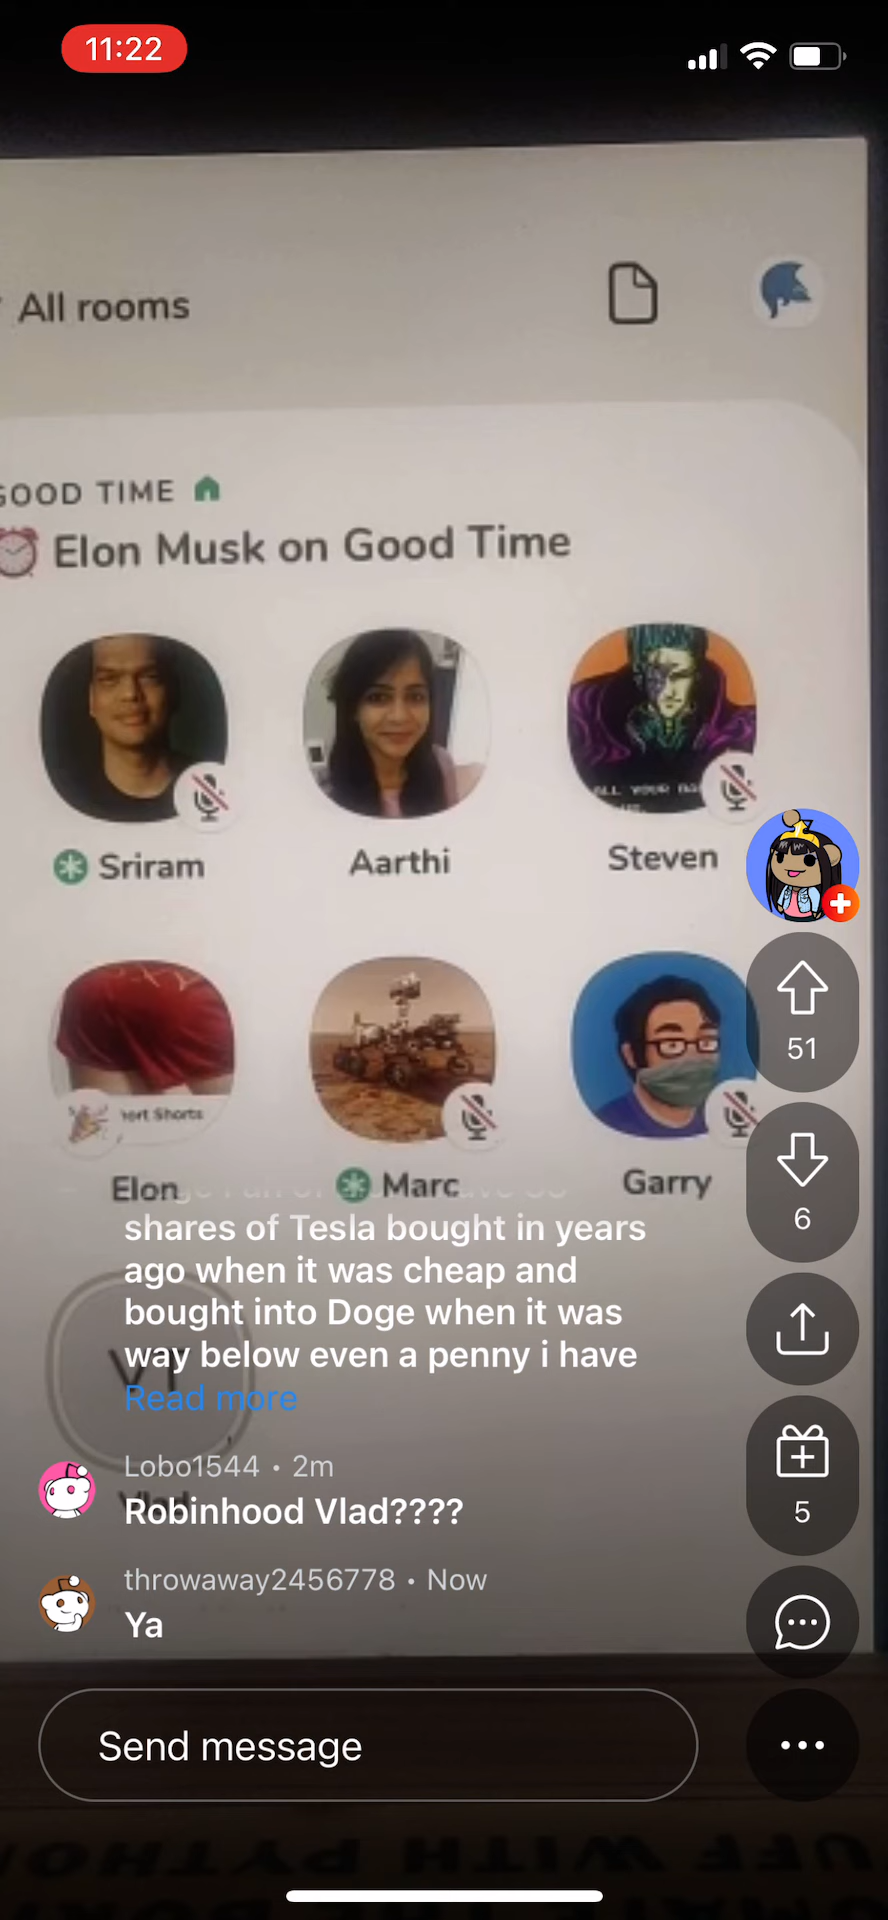 11:22
All rooms
GOOD TIME
Elon Musk on Good Time
Sriram
Aarthi
Steven
Short Shorts
Elon
Marc
Garry
shares of Tesla bought in years
ago when it was cheap and
bought into Doge when it was
way below even a penny i have
Read more
Lobo1544 • 2m
Robinhood Vlad????
throwaway2456778 • Now
Ya
51
6
5
Send message